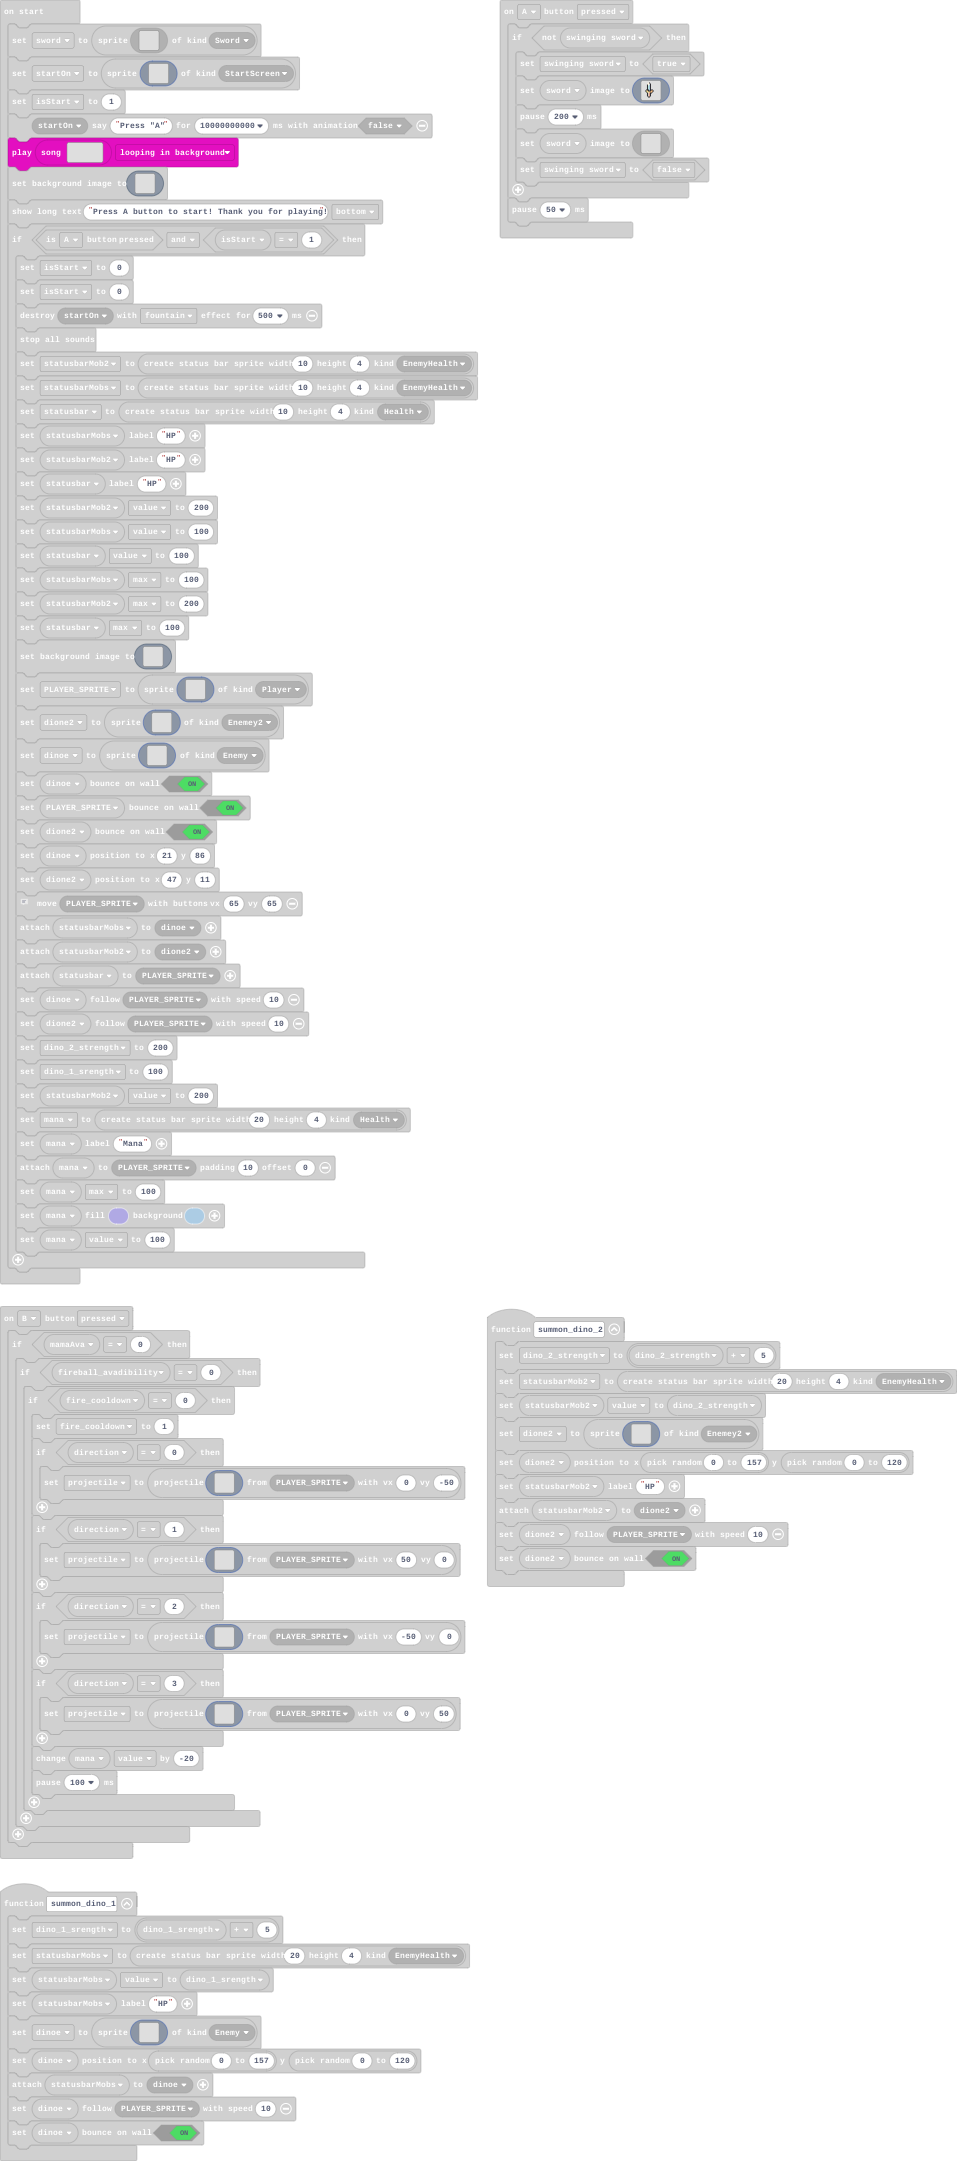 on start
set sword to sprite of kind Sword
set startOn to sprite of kind StartScreen
set isStart to 1
startOn say "Press "A"" for 10000000000 ms with animation false
play song looping in background
set background image to
show long text "Press A button to start! Thank you for playing!" bottom
if is A button pressed and isStart = 1 then
set isStart to 0
set isStart to 0
destroy startOn with fountain effect for 500 ms
stop all sounds
set statusbarMob2 to create status bar sprite width 10 height 4 kind EnemyHealth
set statusbarMobs to create status bar sprite width 10 height 4 kind EnemyHealth
set statusbar to create status bar sprite width 10 height 4 kind Health
set statusbarMobs label "HP"
set statusbarMob2 label "HP"
set statusbar label "HP"
set statusbarMob2 value to 200
set statusbarMobs value to 100
set statusbar value to 100
set statusbarMobs max to 100
set statusbarMob2 max to 200
set statusbar max to 100
set background image to
set PLAYER_SPRITE to sprite of kind Player
set dione2 to sprite of kind Enemey2
set dinoe to sprite of kind Enemy
set dinoe bounce on wall ON
set PLAYER_SPRITE bounce on wall ON
set dione2 bounce on wall ON
set dinoe position to x 21 y 86
set dione2 position to x 47 y 11
move PLAYER_SPRITE with buttons vx 65 vy 65
attach statusbarMobs to dinoe
attach statusbarMob2 to dione2
attach statusbar to PLAYER_SPRITE
set dinoe follow PLAYER_SPRITE with speed 10
set dione2 follow PLAYER_SPRITE with speed 10
set dino_2_strength to 200
set dino_1_srength to 100
set statusbarMob2 value to 200
set mana to create status bar sprite width 20 height 4 kind Health
set mana label "Mana"
attach mana to PLAYER_SPRITE padding 10 offset 0
set mana max to 100
set mana fill background
set mana value to 100
on A button pressed
if not swinging sword then
set swinging sword to true
set sword image to
pause 200 ms
set sword image to
set swinging sword to false
pause 50 ms
on B button pressed
if mamaAva = 0 then
if fireball_avadibility = 0 then
if fire_cooldown = 0 then
set fire_cooldown to 1
if direction = 0 then
set projectile to projectile from PLAYER_SPRITE with vx 0 vy -50
if direction = 1 then
set projectile to projectile from PLAYER_SPRITE with vx 50 vy 0
if direction = 2 then
set projectile to projectile from PLAYER_SPRITE with vx -50 vy 0
if direction = 3 then
set projectile to projectile from PLAYER_SPRITE with vx 0 vy 50
change mana value by -20
pause 100 ms
function summon_dino_2
set dino_2_strength to dino_2_strength + 5
set statusbarMob2 to create status bar sprite width 20 height 4 kind EnemyHealth
set statusbarMob2 value to dino_2_strength
set dione2 to sprite of kind Enemey2
set dione2 position to x pick random 0 to 157 y pick random 0 to 120
set statusbarMob2 label "HP"
attach statusbarMob2 to dione2
set dione2 follow PLAYER_SPRITE with speed 10
set dione2 bounce on wall ON
function summon_dino_1
set dino_1_srength to dino_1_srength + 5
set statusbarMobs to create status bar sprite width 20 height 4 kind EnemyHealth
set statusbarMobs value to dino_1_srength
set statusbarMobs label "HP"
set dinoe to sprite of kind Enemy
set dinoe position to x pick random 0 to 157 y pick random 0 to 120
attach statusbarMobs to dinoe
set dinoe follow PLAYER_SPRITE with speed 10
set dinoe bounce on wall ON